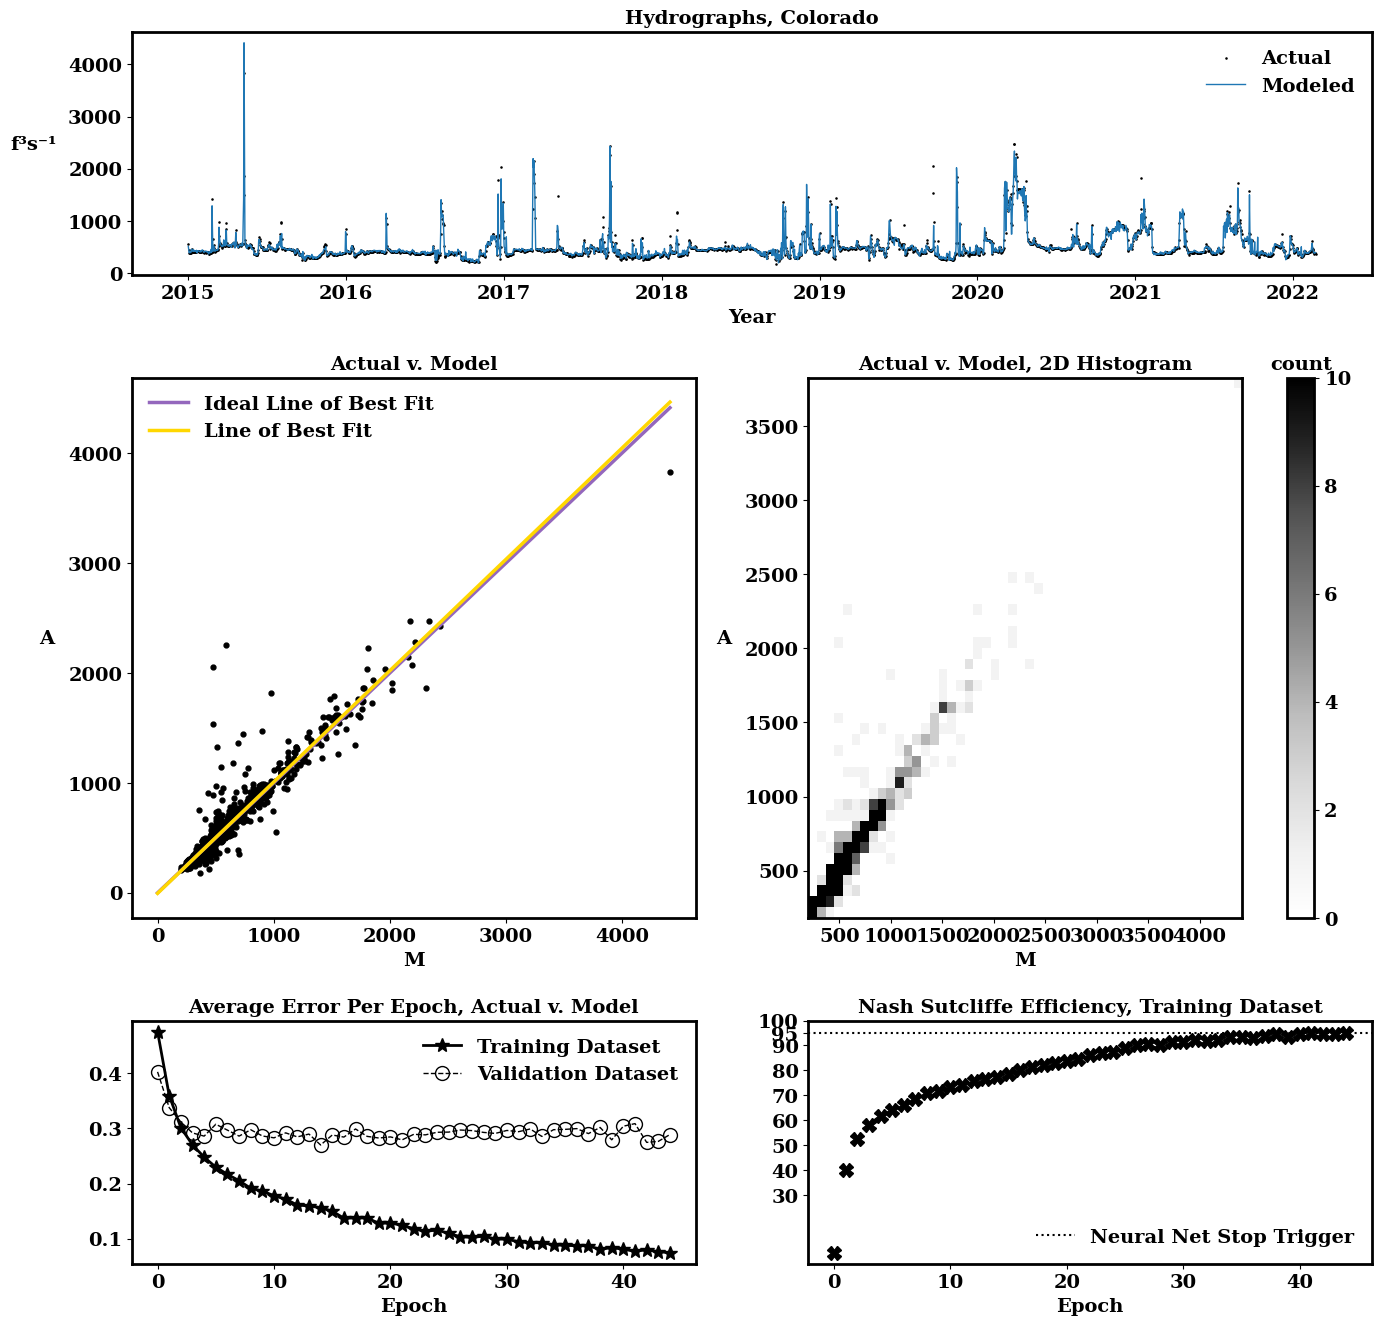 Hydrographs, Colorado
4000
3000
2000
1000
0
f³s⁻¹
Actual
Modeled
2015 2016 2017 2018 2019 2020 2021 2022
Year
Actual v. Model
4000
3000
2000
1000
0
A
Ideal Line of Best Fit
Line of Best Fit
0 1000 2000 3000 4000
M
Actual v. Model, 2D Histogram
3500
3000
2500
2000
1500
1000
500
A
500 1000 1500 2000 2500 3000 3500 4000
M
count
10
8
6
4
2
0
Average Error Per Epoch, Actual v. Model
0.4
0.3
0.2
0.1
Training Dataset
Validation Dataset
0 10 20 30 40
Epoch
Nash Sutcliffe Efficiency, Training Dataset
100
95
90
80
70
60
50
40
30
Neural Net Stop Trigger
0 10 20 30 40
Epoch